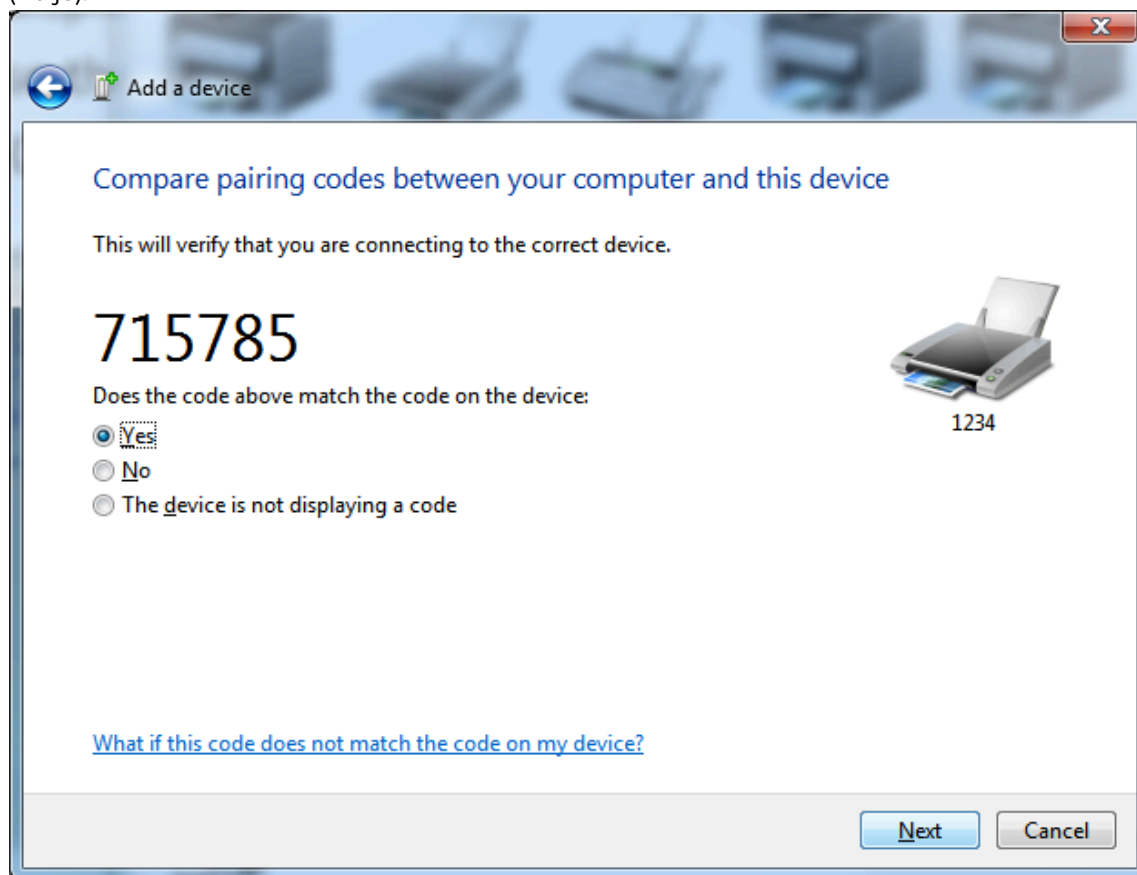 X
Add a device
Compare pairing codes between your computer and this device
This will verify that you are connecting to the correct device.
715785
Does the code above match the code on the device:
1234
Yes
No
The device is not displaying a code
What if this code does not match the code on my device?
Next
Cancel